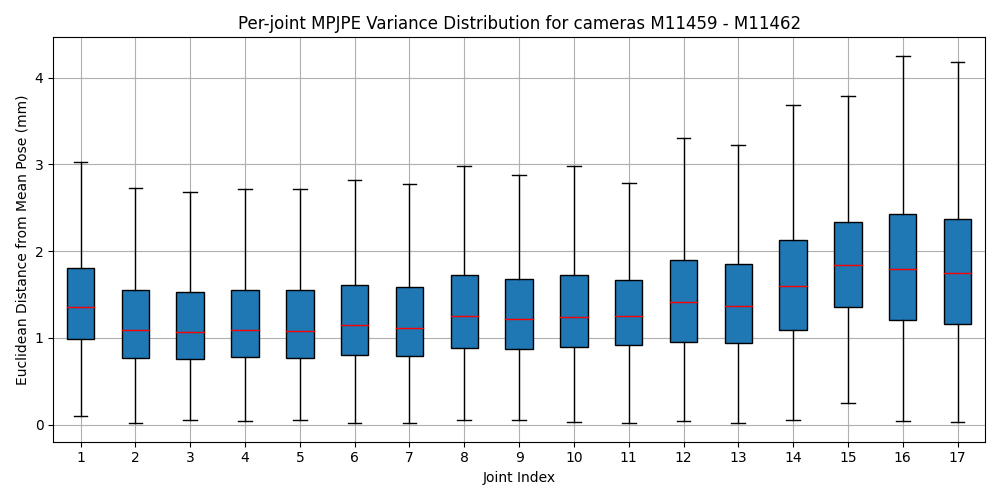 Per-joint MPJPE Variance Distribution for cameras M11459 - M11462
Euclidean Distance from Mean Pose (mm)
4
3
2
1
0
1 2 3 4 5 6 7 8 9 10 11 12 13 14 15 16 17
Joint Index